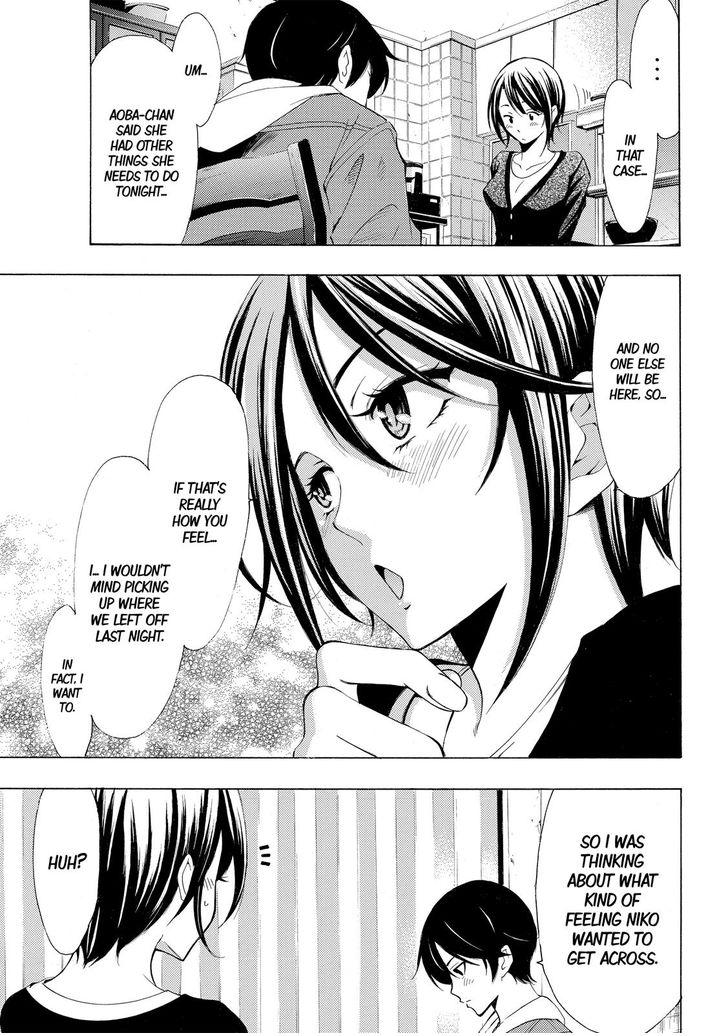 ...
IN
THAT
CASE...
UM...
AOBA-CHAN
SAID SHE
HAD OTHER
THINGS SHE
NEEDS TO DO
TONIGHT...
AND NO
ONE ELSE
WILL BE
HERE, SO...
IF THAT'S
REALLY
HOW YOU
FEEL...
I... I WOULDN'T
MIND PICKING
UP WHERE
WE LEFT OFF
LAST NIGHT.
IN
FACT, I
WANT
TO.
SO I WAS
THINKING
ABOUT WHAT
KIND OF
FEELING NIKO
WANTED TO
GET ACROSS.
HUH?